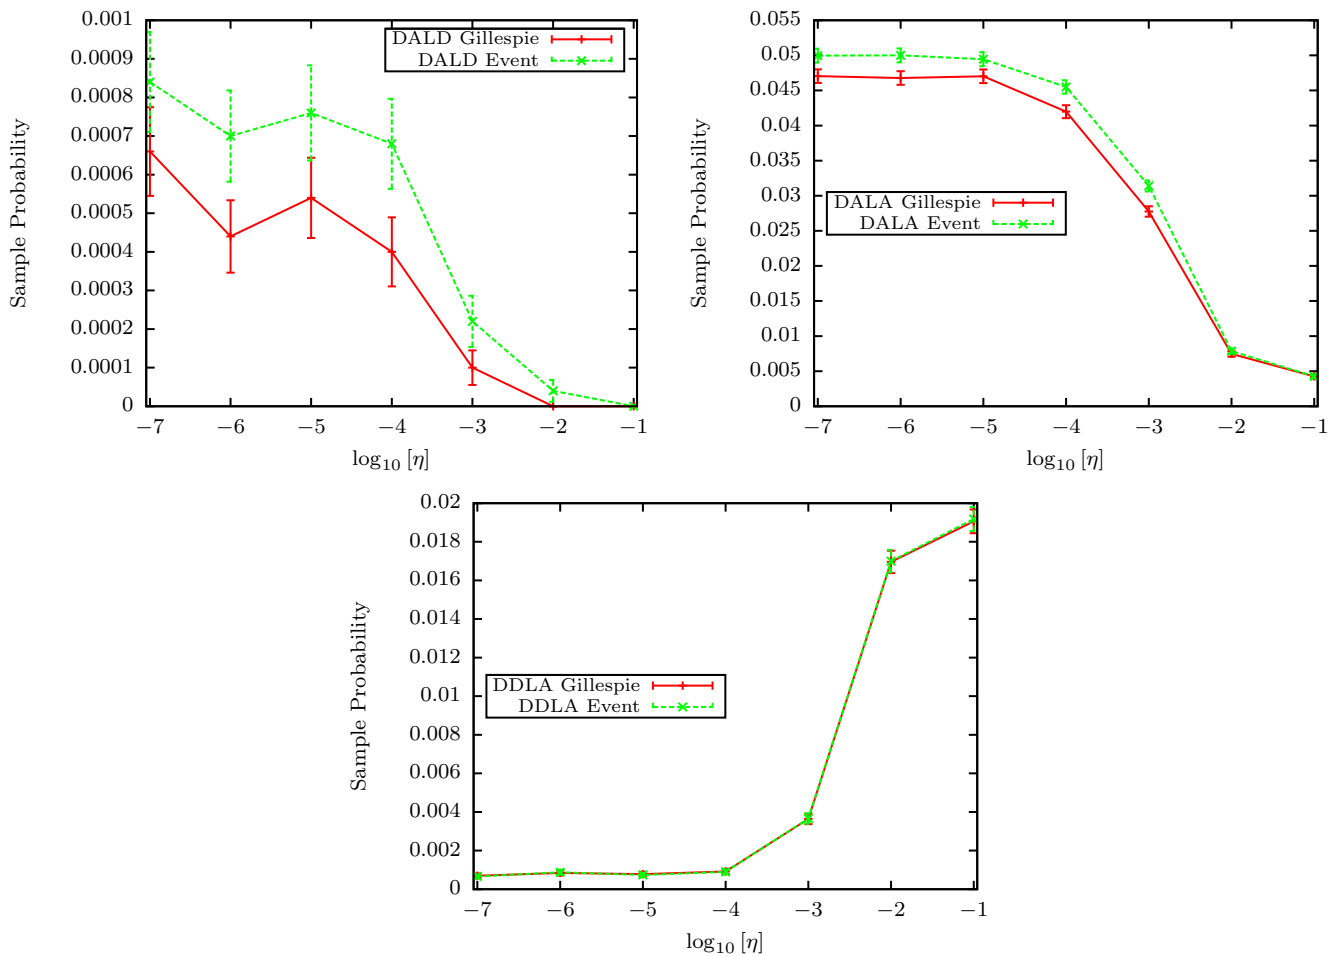 Sample Probability
0.001
0.0009
0.0008
0.0007
0.0006
0.0005
0.0004
0.0003
0.0002
0.0001
0
DALD Gillespie
DALD Event
−7 −6 −5 −4 −3 −2 −1
log10 [η]
Sample Probability
0.055
0.05
0.045
0.04
0.035
0.03
0.025
0.02
0.015
0.01
0.005
0
DALA Gillespie
DALA Event
−7 −6 −5 −4 −3 −2 −1
log10 [η]
Sample Probability
0.02
0.018
0.016
0.014
0.012
0.01
0.008
0.006
0.004
0.002
0
DDLA Gillespie
DDLA Event
−7 −6 −5 −4 −3 −2 −1
log10 [η]